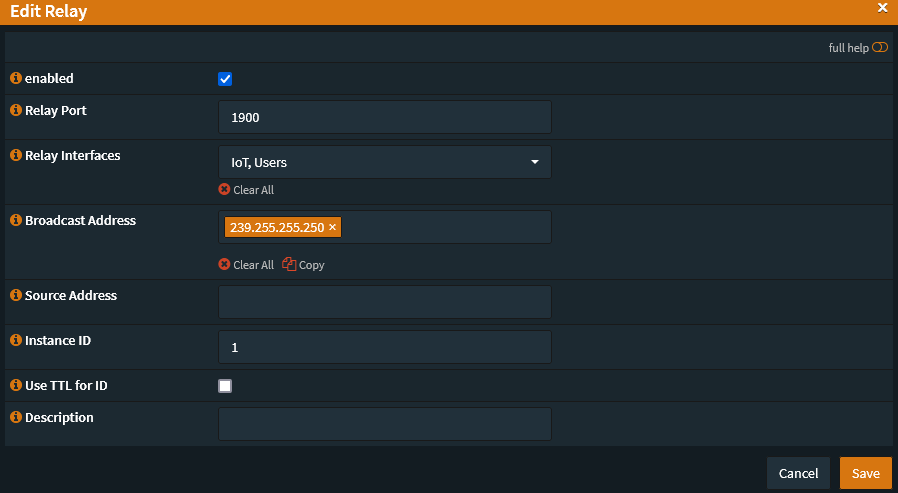 Edit Relay ×
full help
enabled
Relay Port
1900
Relay Interfaces
IoT, Users
Clear All
Broadcast Address
239.255.255.250 ×
Clear All Copy
Source Address
Instance ID
1
Use TTL for ID
Description
Cancel Save